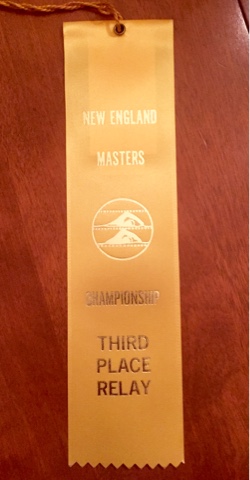 NEW ENGLAND
MASTERS
CHAMPIONSHIP
THIRD
PLACE
RELAY